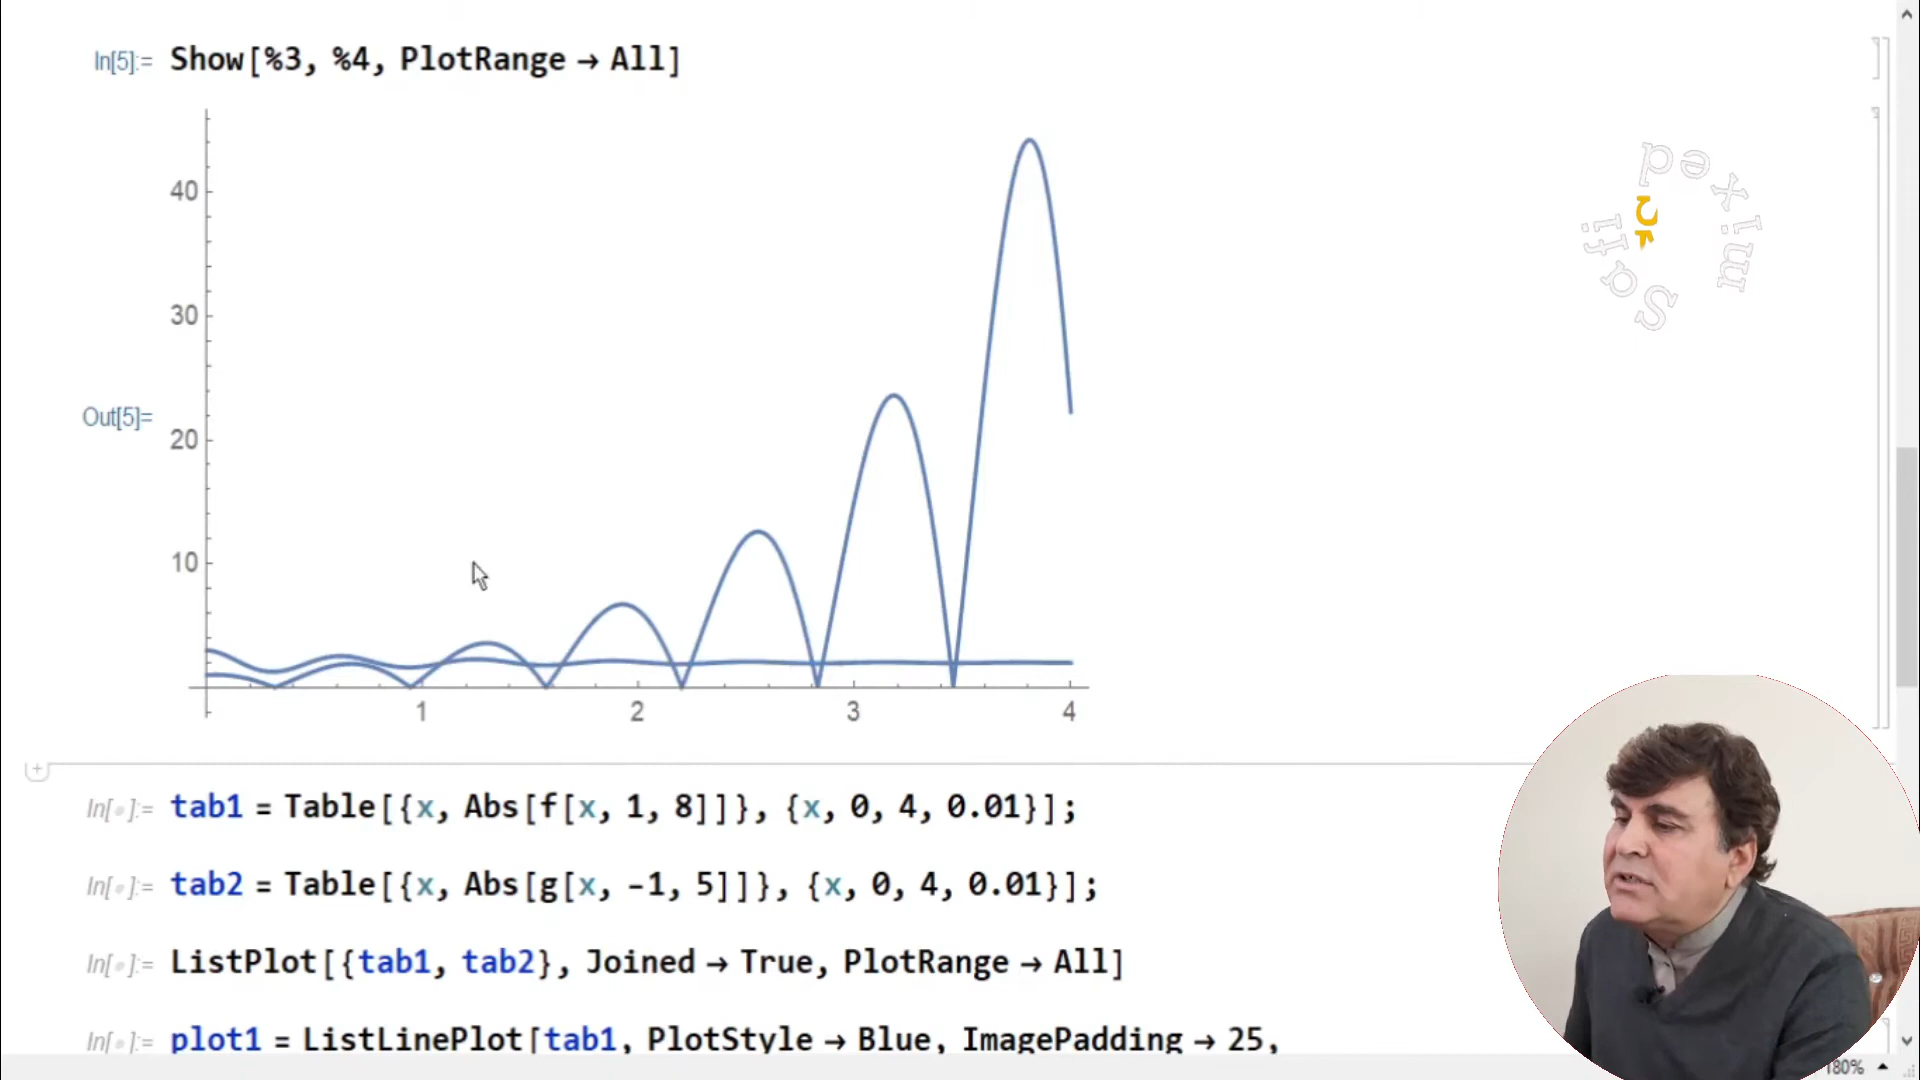 In[5]:= Show[%3, %4, PlotRange → All]
40
30
Out[5]=
20
10
1 2 3 4
In[◦]:= tab1 = Table[{x, Abs[f[x, 1, 8]]}, {x, 0, 4, 0.01}];
In[◦]:= tab2 = Table[{x, Abs[g[x, -1, 5]]}, {x, 0, 4, 0.01}];
In[◦]:= ListPlot[{tab1, tab2}, Joined → True, PlotRange → All]
In[◦]:= plot1 = ListLinePlot[tab1, PlotStyle → Blue, ImagePadding → 25,
180%